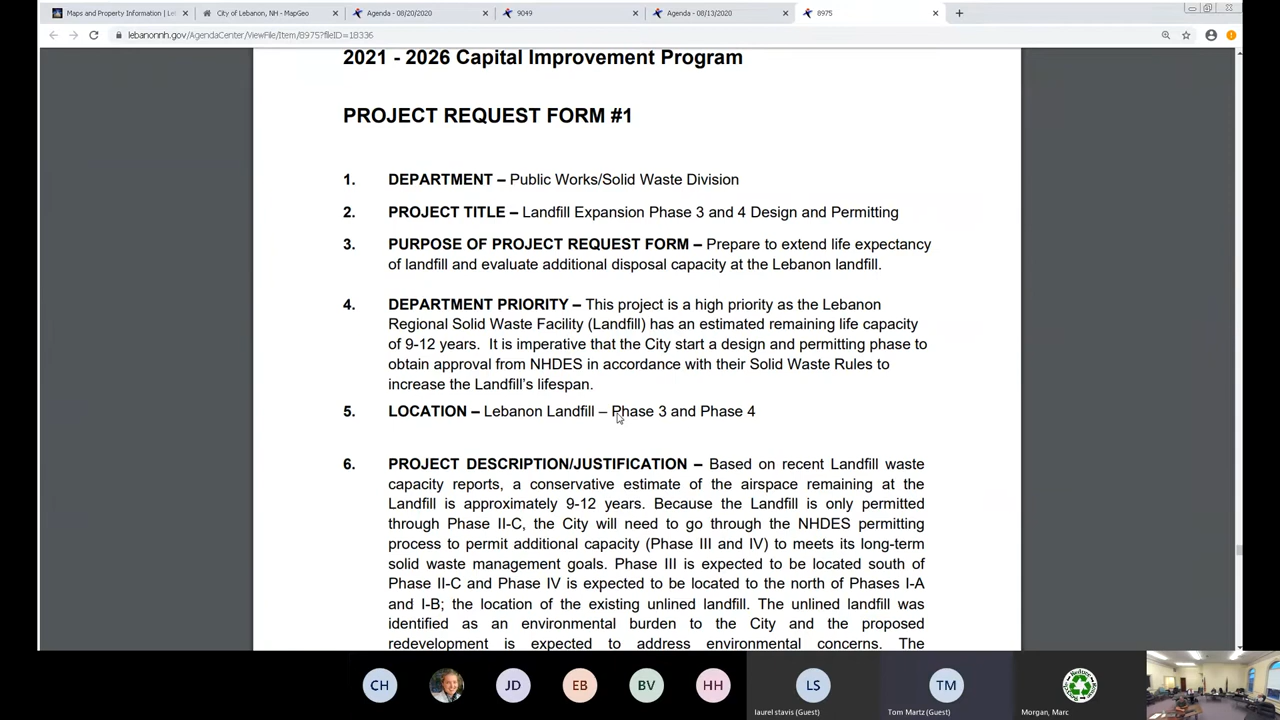 Maps and Property Information | Le
City of Lebanon, NH - MapGeo
Agenda - 08/20/2020
9049
Agenda - 08/13/2020
8975
lebanonnh.gov/AgendaCenter/ViewFile/Item/8975?fileID=18336
2021 - 2026 Capital Improvement Program
PROJECT REQUEST FORM #1
1. DEPARTMENT – Public Works/Solid Waste Division
2. PROJECT TITLE – Landfill Expansion Phase 3 and 4 Design and Permitting
3. PURPOSE OF PROJECT REQUEST FORM – Prepare to extend life expectancy
of landfill and evaluate additional disposal capacity at the Lebanon landfill.
4. DEPARTMENT PRIORITY – This project is a high priority as the Lebanon
Regional Solid Waste Facility (Landfill) has an estimated remaining life capacity
of 9-12 years. It is imperative that the City start a design and permitting phase to
obtain approval from NHDES in accordance with their Solid Waste Rules to
increase the Landfill's lifespan.
5. LOCATION – Lebanon Landfill – Phase 3 and Phase 4
6. PROJECT DESCRIPTION/JUSTIFICATION – Based on recent Landfill waste
capacity reports, a conservative estimate of the airspace remaining at the
Landfill is approximately 9-12 years. Because the Landfill is only permitted
through Phase II-C, the City will need to go through the NHDES permitting
process to permit additional capacity (Phase III and IV) to meets its long-term
solid waste management goals. Phase III is expected to be located south of
Phase II-C and Phase IV is expected to be located to the north of Phases I-A
and I-B; the location of the existing unlined landfill. The unlined landfill was
identified as an environmental burden to the City and the proposed
redevelopment is expected to address environmental concerns. The
CH
JD
EB
BV
HH
LS
TM
laurel stavis (Guest)
Tom Martz (Guest)
Morgan, Marc